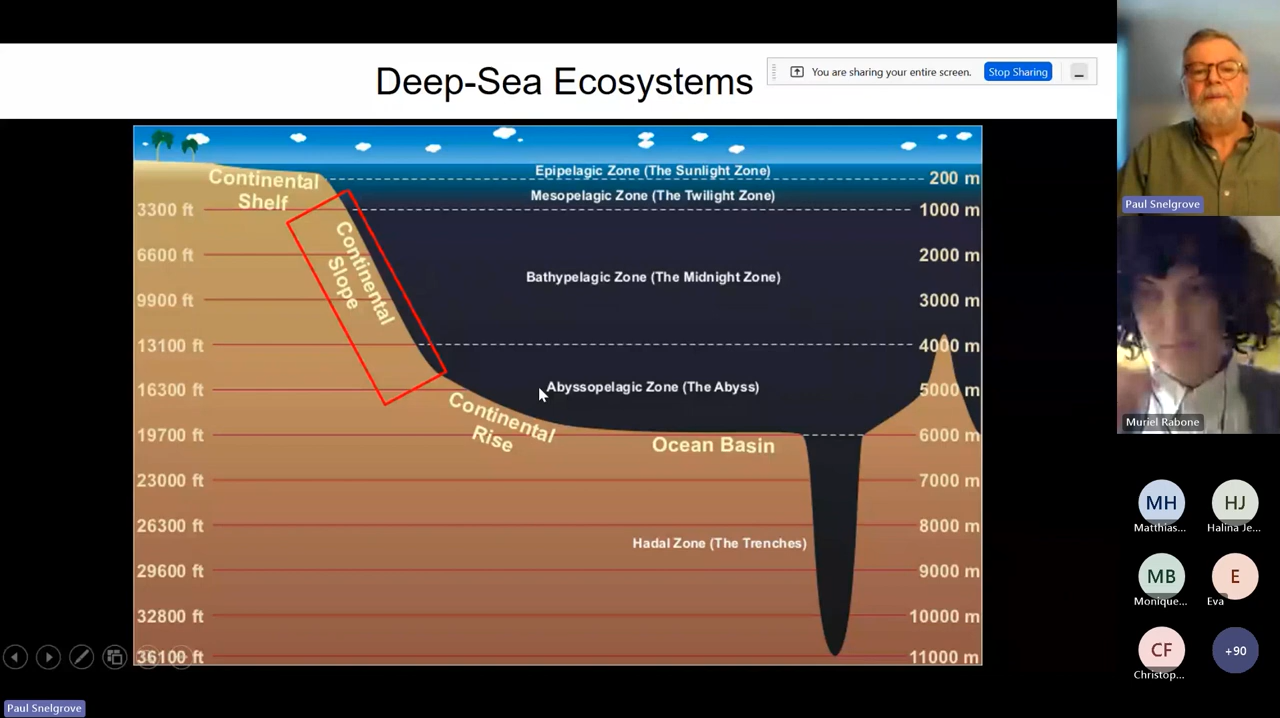 Deep-Sea Ecosystems
You are sharing your entire screen.
Stop Sharing
Epipelagic Zone (The Sunlight Zone)
200 m
Continental
Shelf
Mesopelagic Zone (The Twilight Zone)
3300 ft
1000 m
6600 ft
2000 m
Continental
Slope
Bathypelagic Zone (The Midnight Zone)
9900 ft
3000 m
13100 ft
4000 m
Abyssopelagic Zone (The Abyss)
16300 ft
5000 m
Continental
Rise
19700 ft
Ocean Basin
6000 m
23000 ft
7000 m
26300 ft
8000 m
Hadal Zone (The Trenches)
29600 ft
9000 m
32800 ft
10000 m
36100 ft
11000 m
Paul Snelgrove
Paul Snelgrove
Muriel Rabone
MH
HJ
Matthias...
Halina Je...
MB
E
Monique...
Eva
CF
+90
Christop...